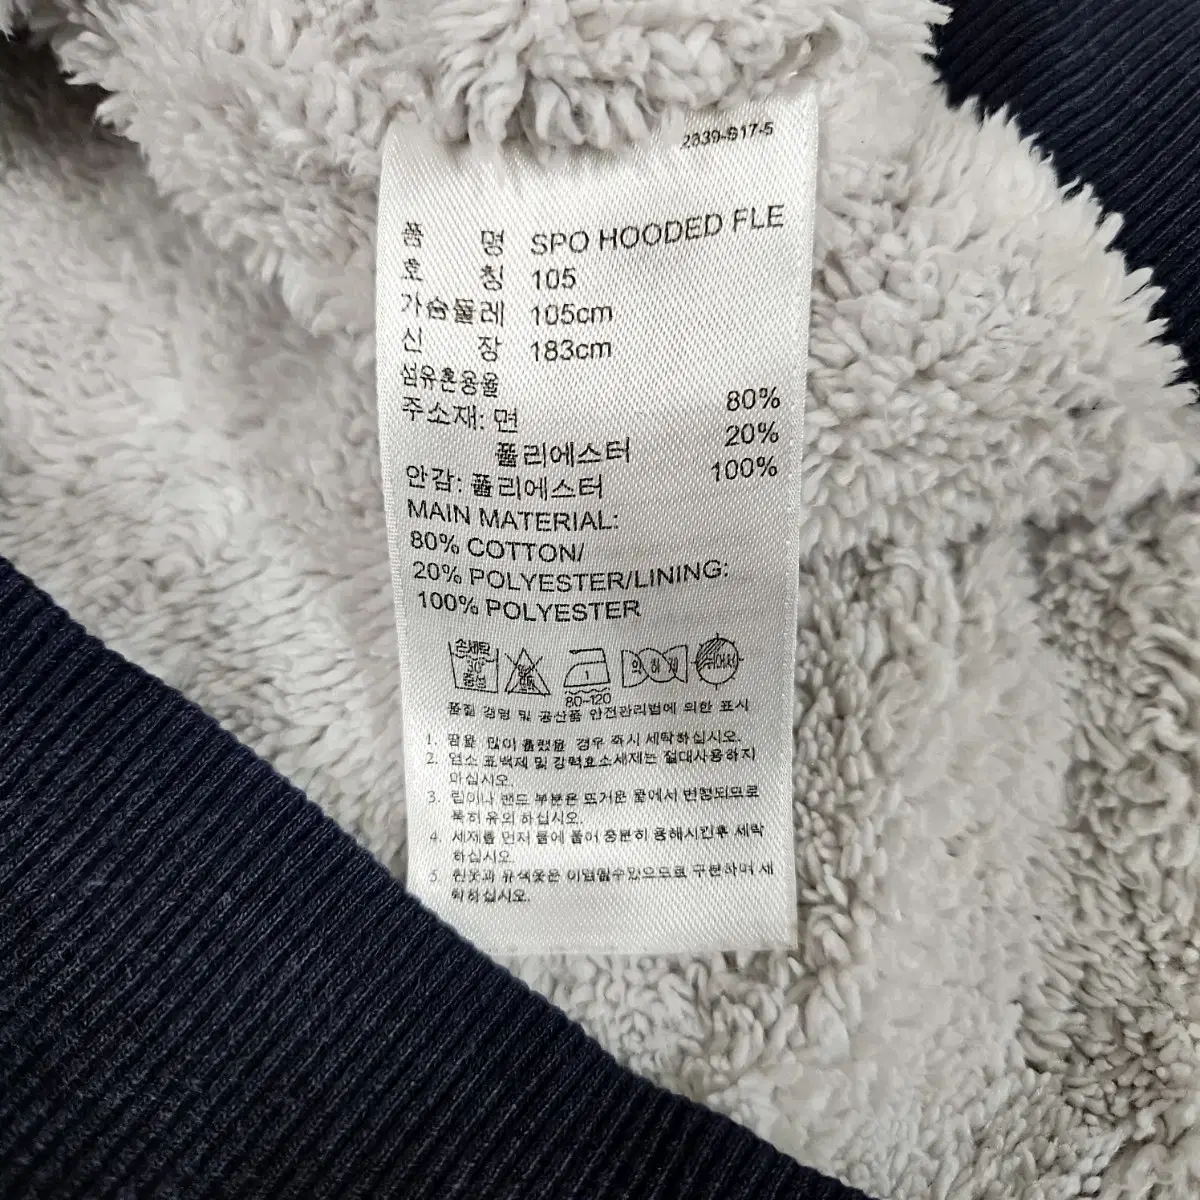 2839-S17-5
품 명 SPO HOODED FLE
호 칭 105
가슴둘레 105cm
신 장 183cm
섬유혼용율
주소재: 면 80%
폴리에스터 20%
안감: 폴리에스터 100%
MAIN MATERIAL:
80% COTTON/
20% POLYESTER/LINING:
100% POLYESTER
손세탁
30
중성
1
80~120
품질 경영 및 공산품 안전관리법에 의한 표시
1. 땀을 많이 흘렸을 경우 즉시 세탁하십시오.
2. 염소 표백제 및 강력효소세제는 절대사용하지
마십시오.
3. 립이나 밴드 부분은 뜨거운 물에서 변형되므로
특히 유의 하십시오.
4. 세제를 먼저 물에 풀어 충분히 용해시킨후 세탁
하십시오.
5. 흰옷과 유색옷은 이염될수있으므로 구분하여 세
탁하십시오.